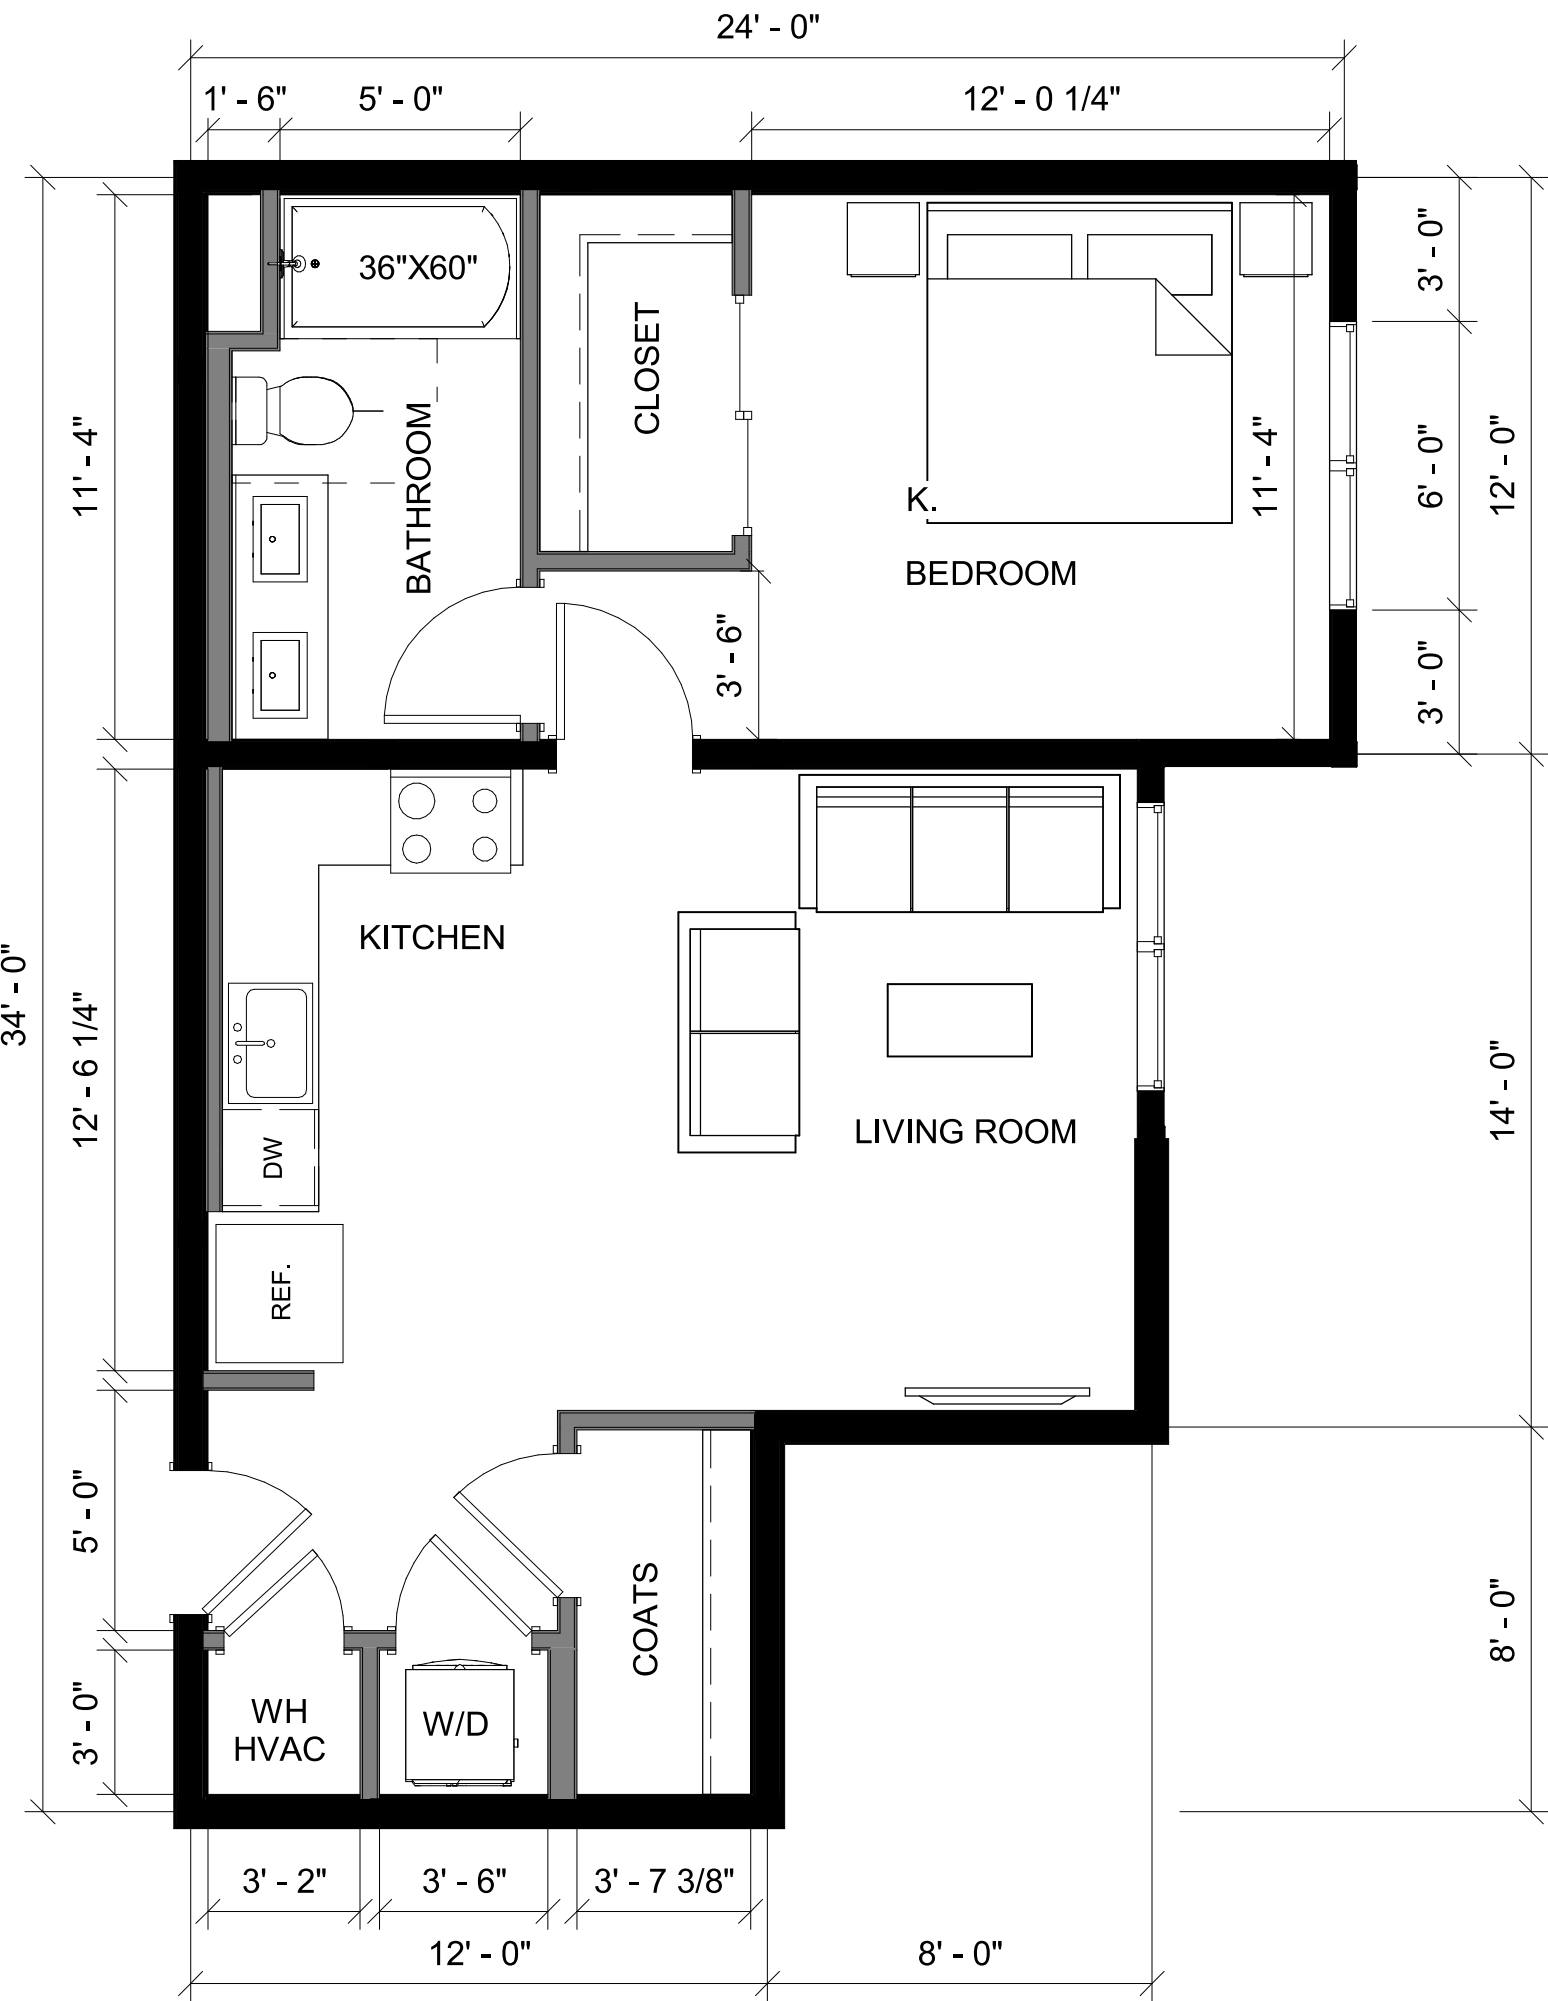 24' - 0"
1' - 6"
5' - 0"
12' - 0 1/4"
36"X60"
CLOSET
BATHROOM
K.
BEDROOM
11' - 4"
11' - 4"
3' - 0"
6' - 0"
12' - 0"
3' - 0"
3' - 6"
KITCHEN
34' - 0"
12' - 6 1/4"
DW
REF.
LIVING ROOM
14' - 0"
5' - 0"
COATS
8' - 0"
3' - 0"
WH
HVAC
W/D
3' - 2"
3' - 6"
3' - 7 3/8"
12' - 0"
8' - 0"